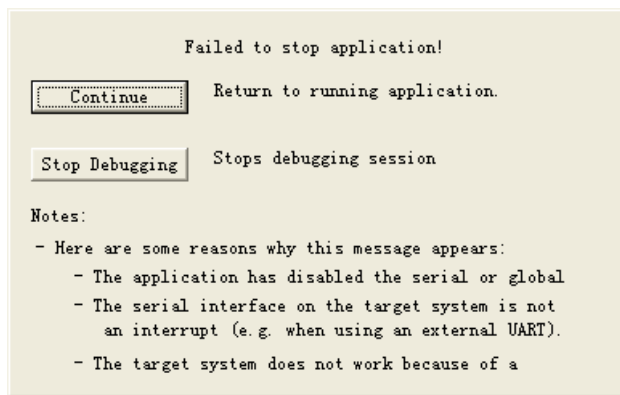 Failed to stop application!
Continue Return to running application.
Stop Debugging Stops debugging session
Notes:
- Here are some reasons why this message appears:
- The application has disabled the serial or global
- The serial interface on the target system is not
an interrupt (e.g. when using an external UART).
- The target system does not work because of a